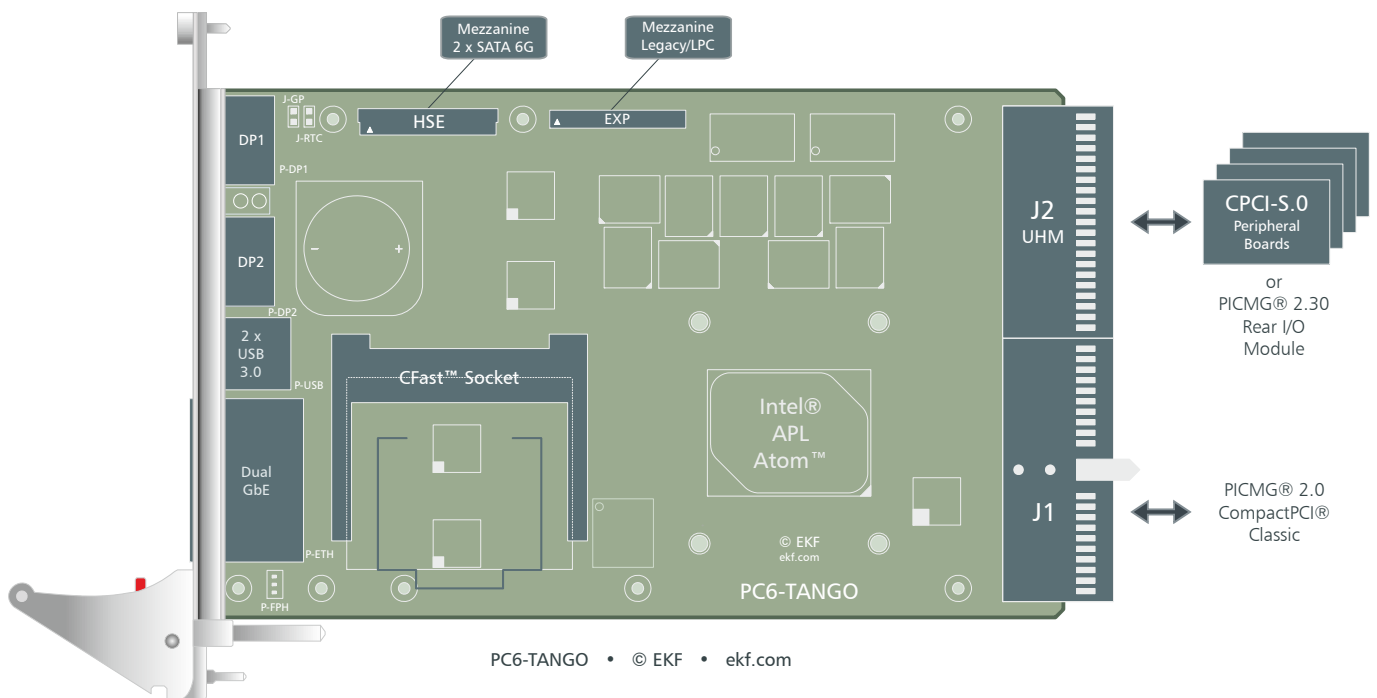 Mezzanine
2 x SATA 6G
Mezzanine
Legacy/LPC
J-GP
J-RTC
HSE
EXP
DP1
P-DP1
DP2
P-DP2
2 x
USB
3.0
P-USB
Dual
GbE
P-ETH
P-FPH
− +
CFast™ Socket
Intel®
APL
Atom™
© EKF
ekf.com
PC6-TANGO
J2
UHM
J1
CPCI-S.0
Peripheral
Boards
or
PICMG® 2.30
Rear I/O
Module
PICMG® 2.0
CompactPCI®
Classic
PC6-TANGO • © EKF • ekf.com